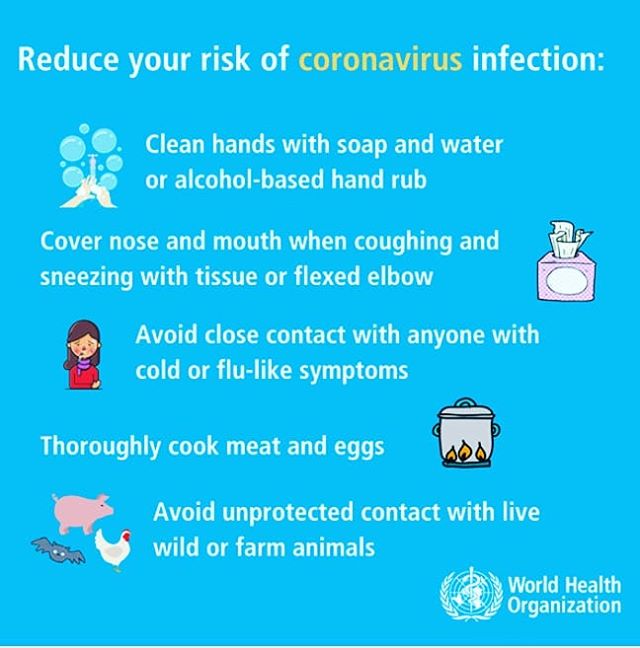 Reduce your risk of coronavirus infection:
Clean hands with soap and water
or alcohol-based hand rub
Cover nose and mouth when coughing and
sneezing with tissue or flexed elbow
Avoid close contact with anyone with
cold or flu-like symptoms
Thoroughly cook meat and eggs
Avoid unprotected contact with live
wild or farm animals
World Health
Organization